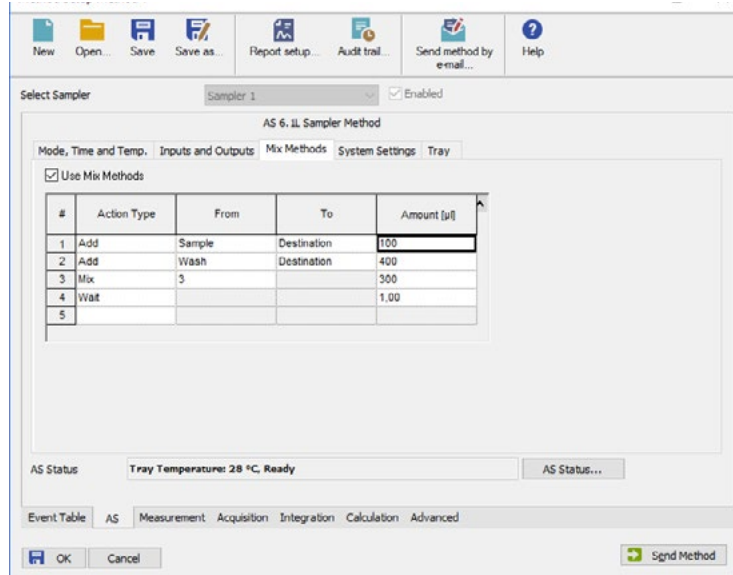 New Open... Save Save as... Report setup... Audit trail... Send method by e-mail... Help
Select Sampler Sampler 1 Enabled
AS 6.1L Sampler Method
Mode, Time and Temp. Inputs and Outputs Mix Methods System Settings Tray
Use Mix Methods
# Action Type From To Amount [µl]
1 Add Sample Destination 100
2 Add Wash Destination 400
3 Mix 3 300
4 Wait 1,00
5
AS Status Tray Temperature: 28 °C, Ready AS Status...
Event Table AS Measurement Acquisition Integration Calculation Advanced
OK Cancel Send Method